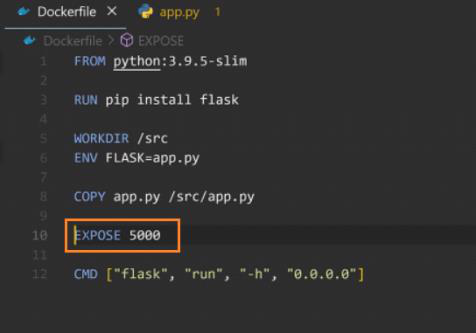 Dockerfile × app.py 1
Dockerfile > EXPOSE
1 FROM python:3.9.5-slim
2
3 RUN pip install flask
4
5 WORKDIR /src
6 ENV FLASK=app.py
7
8 COPY app.py /src/app.py
9
10 EXPOSE 5000
11
12 CMD ["flask", "run", "-h", "0.0.0.0"]